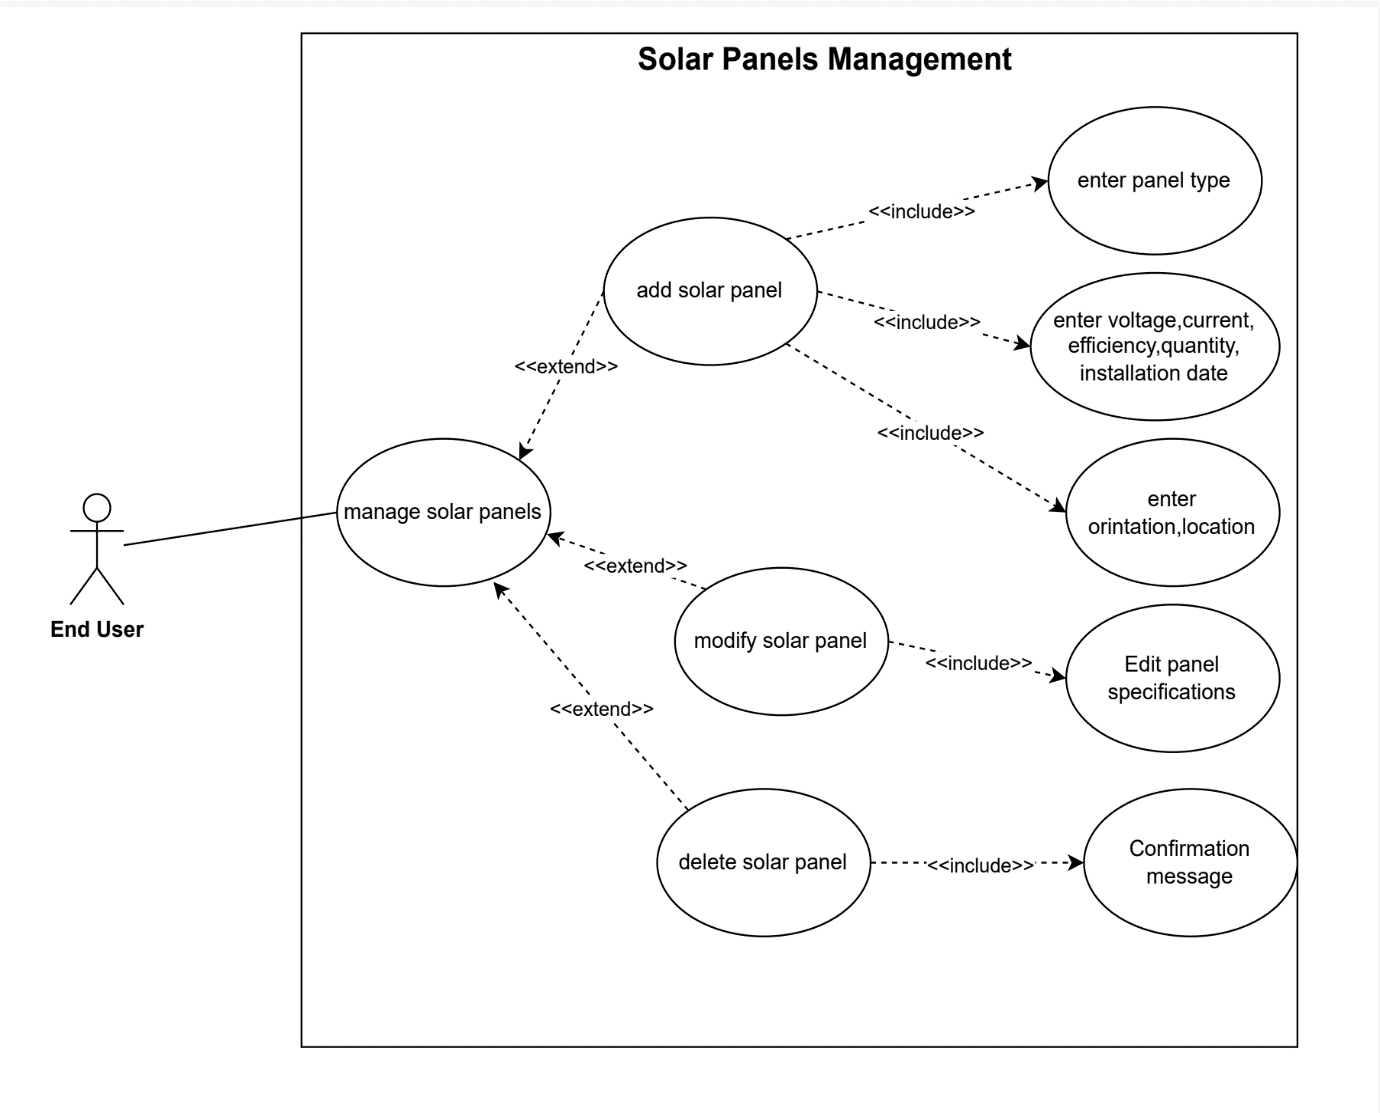 Solar Panels Management
enter panel type
<<include>>
add solar panel
<<include>>
enter voltage,current,
efficiency,quantity,
installation date
<<extend>>
<<include>>
manage solar panels
enter
orintation,location
End User
<<extend>>
modify solar panel
<<include>>
Edit panel
specifications
<<extend>>
delete solar panel
<<include>>
Confirmation
message